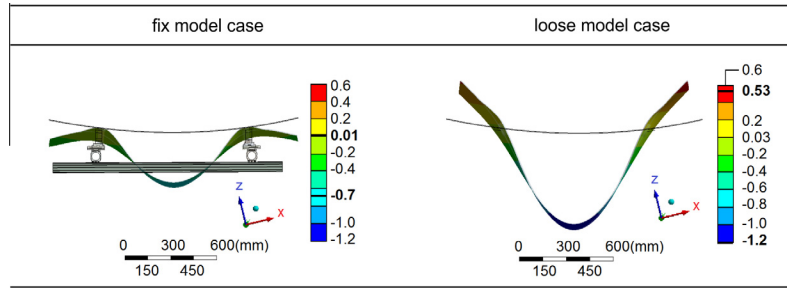 fix model case
loose model case
0.6
0.4
0.2
0.01
-0.2
-0.4
-0.7
-1.0
-1.2
Z
X
0 300 600(mm)
150 450
0.6
0.53
0.2
0.03
-0.2
-0.4
-0.6
-0.8
-1.0
-1.2
Z
X
0 300 600(mm)
150 450